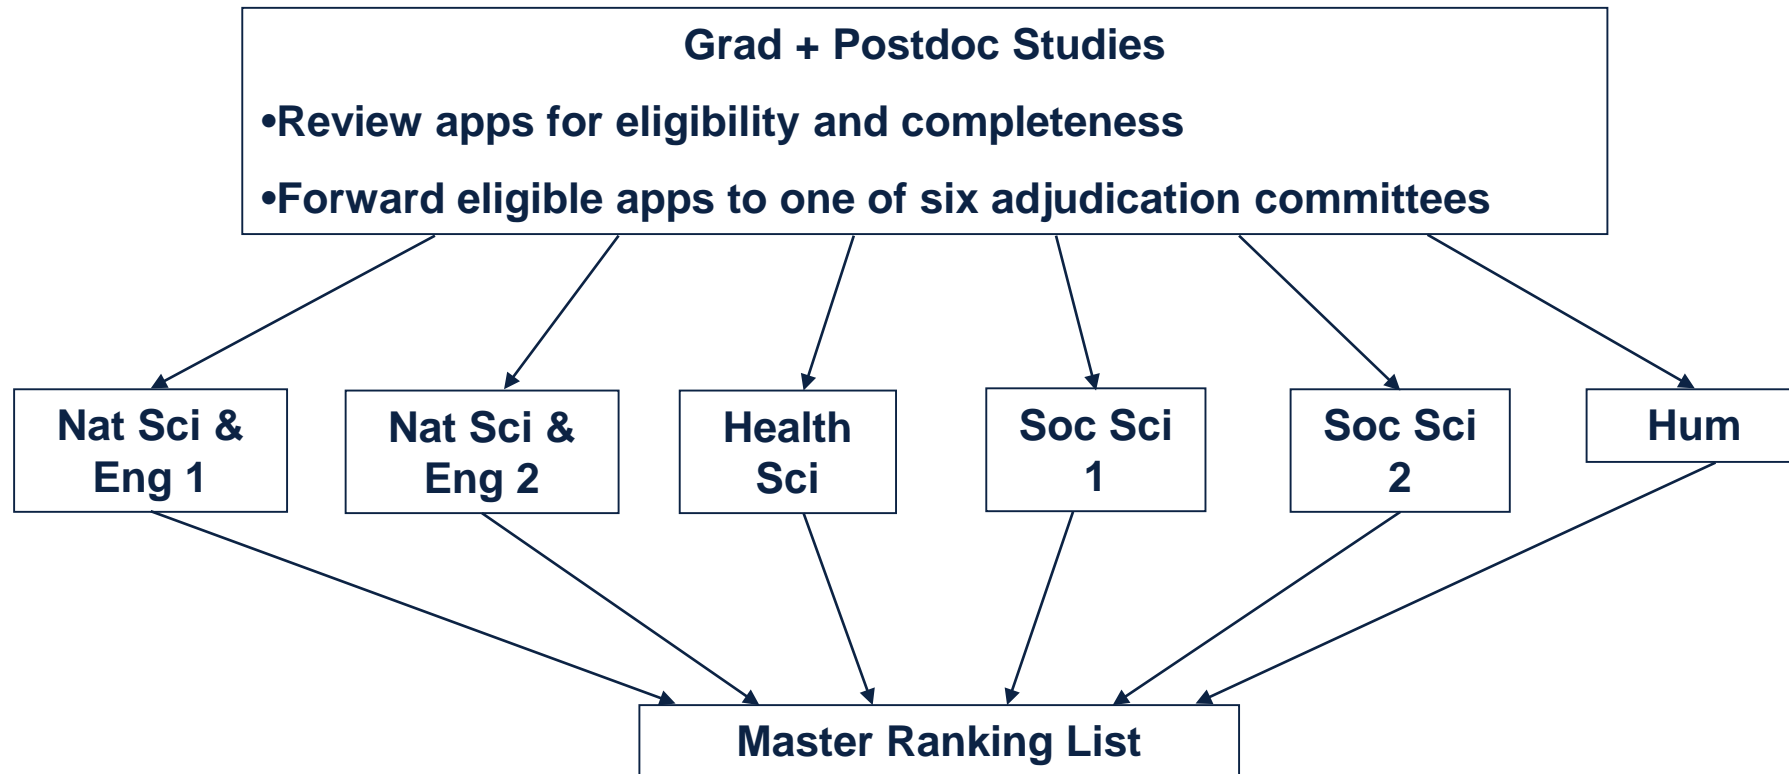 Grad + Postdoc Studies
•Review apps for eligibility and completeness
•Forward eligible apps to one of six adjudication committees
Nat Sci &
Eng 1
Nat Sci &
Eng 2
Health
Sci
Soc Sci
1
Soc Sci
2
Hum
Master Ranking List